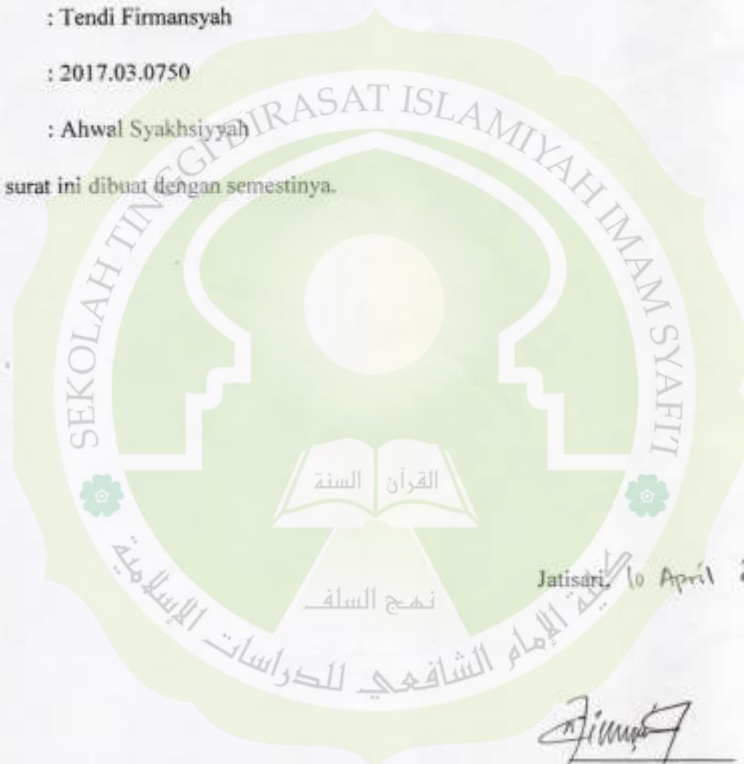 : Tendi Firmansyah
: 2017.03.0750
: Ahwal Syakhsiyyah
surat ini dibuat dengan semestinya.
SEKOLAH TINGGI DIRASAT ISLAMIYAH IMAM SYAFI'I
القرآن السنة
نهج السلف
كلية الإمام الشافعي للدراسات الإسلامية
Jatisari, 10 April